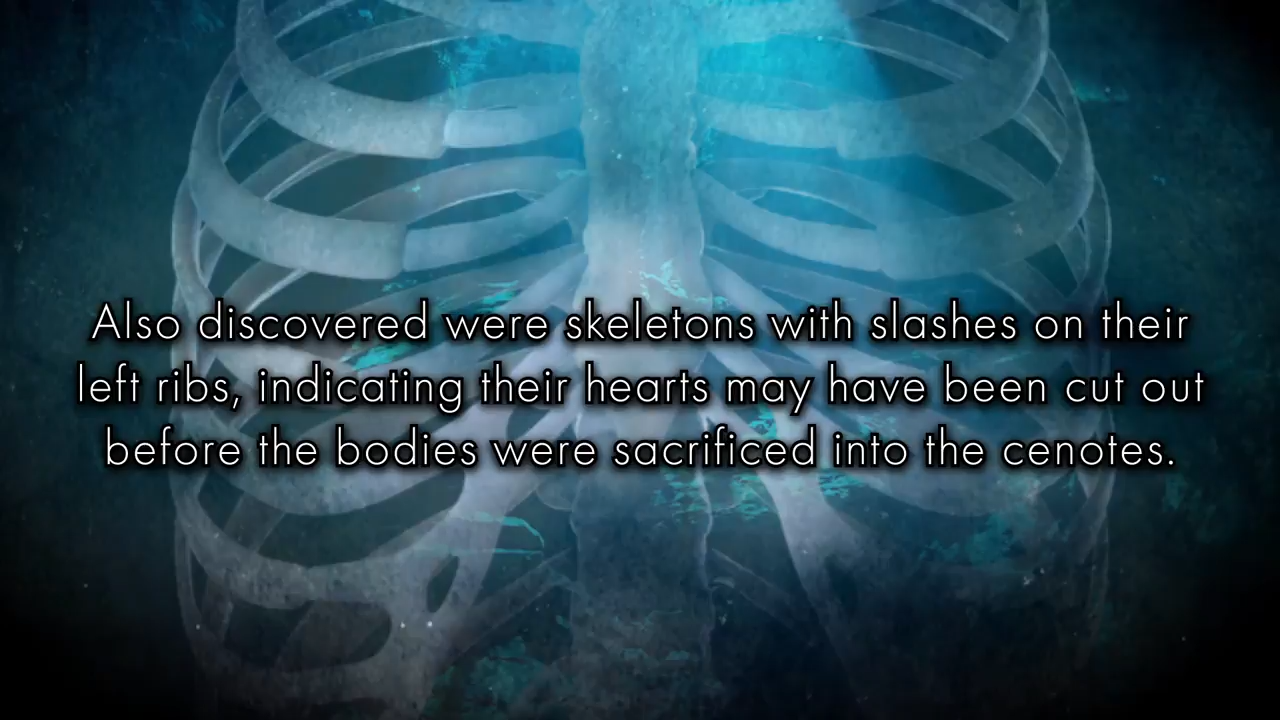 Also discovered were skeletons with slashes on their
left ribs, indicating their hearts may have been cut out
before the bodies were sacrificed into the cenotes.